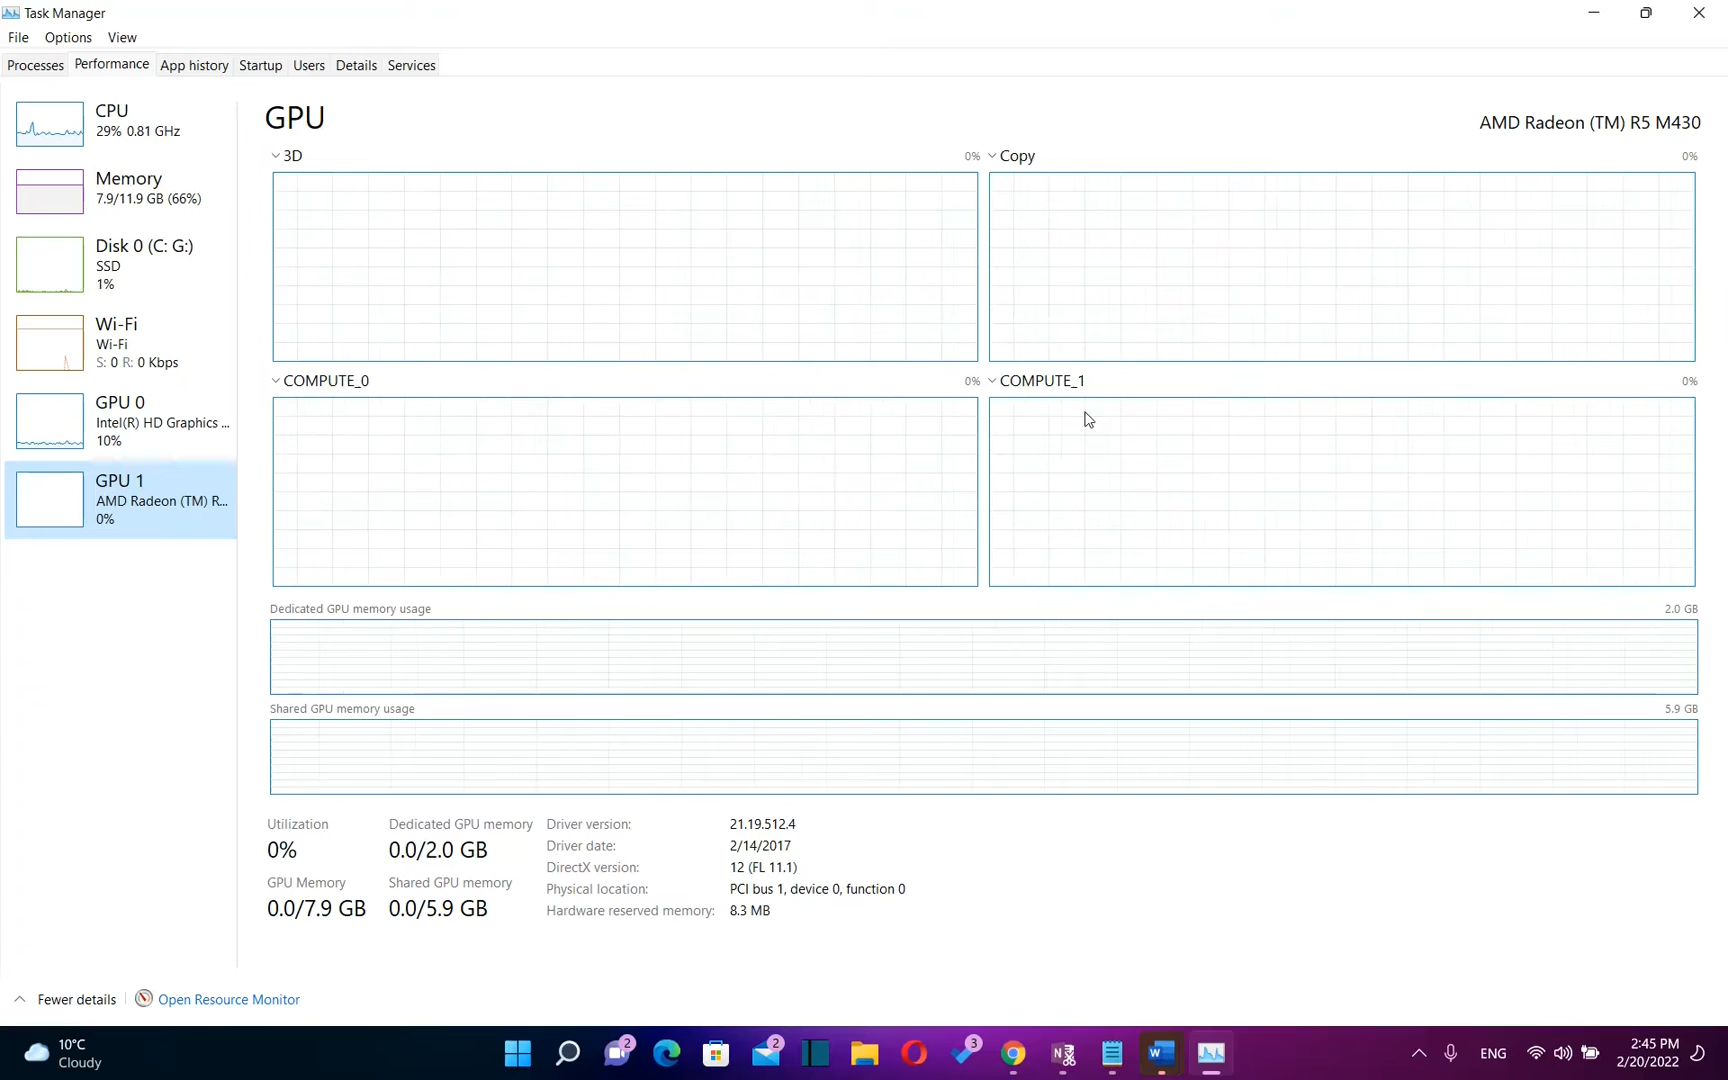 Task Manager
File Options View
Processes Performance App history Startup Users Details Services
CPU
29% 0.81 GHz
Memory
7.9/11.9 GB (66%)
Disk 0 (C: G:)
SSD
1%
Wi-Fi
Wi-Fi
S: 0 R: 0 Kbps
GPU 0
Intel(R) HD Graphics ...
10%
GPU 1
AMD Radeon (TM) R...
0%
GPU
AMD Radeon (TM) R5 M430
3D 0% Copy 0%
COMPUTE_0 0% COMPUTE_1 0%
Dedicated GPU memory usage 2.0 GB
Shared GPU memory usage 5.9 GB
Utilization
0%
Dedicated GPU memory
0.0/2.0 GB
GPU Memory
0.0/7.9 GB
Shared GPU memory
0.0/5.9 GB
Driver version: 21.19.512.4
Driver date: 2/14/2017
DirectX version: 12 (FL 11.1)
Physical location: PCI bus 1, device 0, function 0
Hardware reserved memory: 8.3 MB
Fewer details Open Resource Monitor
10°C
Cloudy
2
2
3
N
W
ENG
2:45 PM
2/20/2022